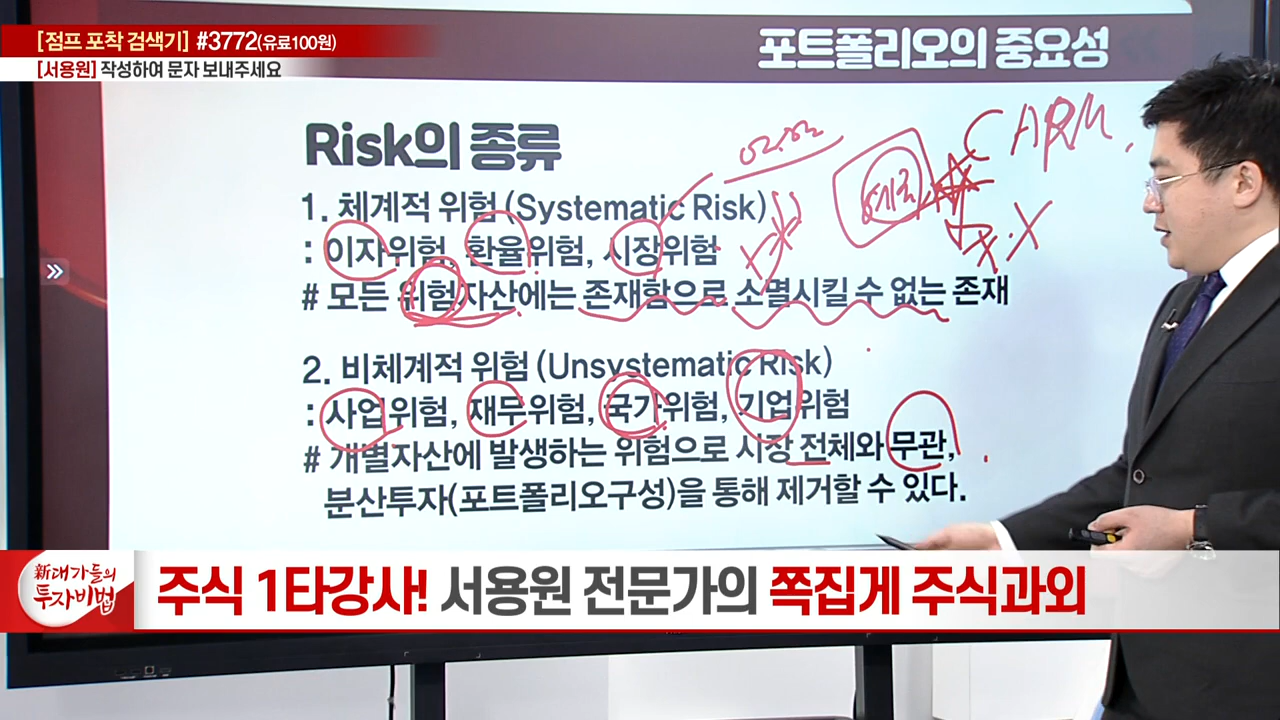 [점프 포착 검색기] #3772(유료100원)
[서용원] 작성하여 문자 보내주세요
포트폴리오의 중요성
Risk의 종류
1. 체계적 위험 (Systematic Risk)
: 이자위험, 환율위험, 시장위험
# 모든 위험자산에는 존재함으로 소멸시킬 수 없는 존재
2. 비체계적 위험 (Unsystematic Risk)
: 사업위험, 재무위험, 국가위험, 기업위험
# 개별자산에 발생하는 위험으로 시장 전체와 무관,
분산투자(포트폴리오구성)을 통해 제거할 수 있다.
新대가들의
투자비법
주식 1타강사! 서용원 전문가의 쪽집게 주식과외